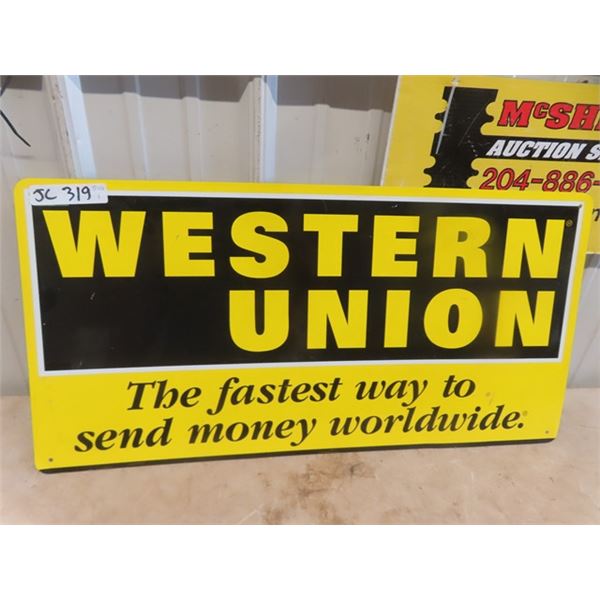 JC 319
McSH
AUCTION S
204-886-
WESTERN
UNION®
The fastest way to
send money worldwide.®